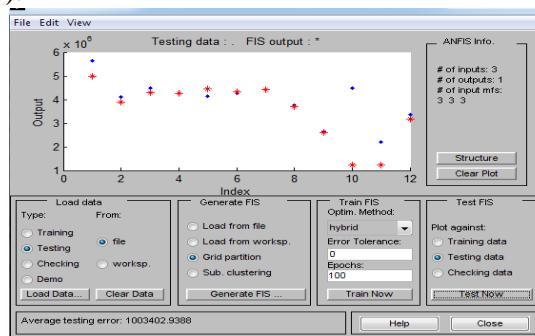 ).
File Edit View
× 10^6
Testing data : . FIS output : *
6
5
4
3
2
1
Output
0 2 4 6 8 10 12
Index
ANFIS Info.
# of inputs: 3
# of outputs: 1
# of input mfs:
3 3 3
Structure
Clear Plot
Load data
Type: From:
Training
Testing
Checking
Demo
file
worksp.
Load Data... Clear Data
Generate FIS
Load from file
Load from worksp.
Grid partition
Sub. clustering
Generate FIS ...
Train FIS
Optim. Method:
hybrid
Error Tolerance:
0
Epochs:
100
Train Now
Test FIS
Plot against:
Training data
Testing data
Checking data
Test Now
Average testing error: 1003402.9388
Help Close